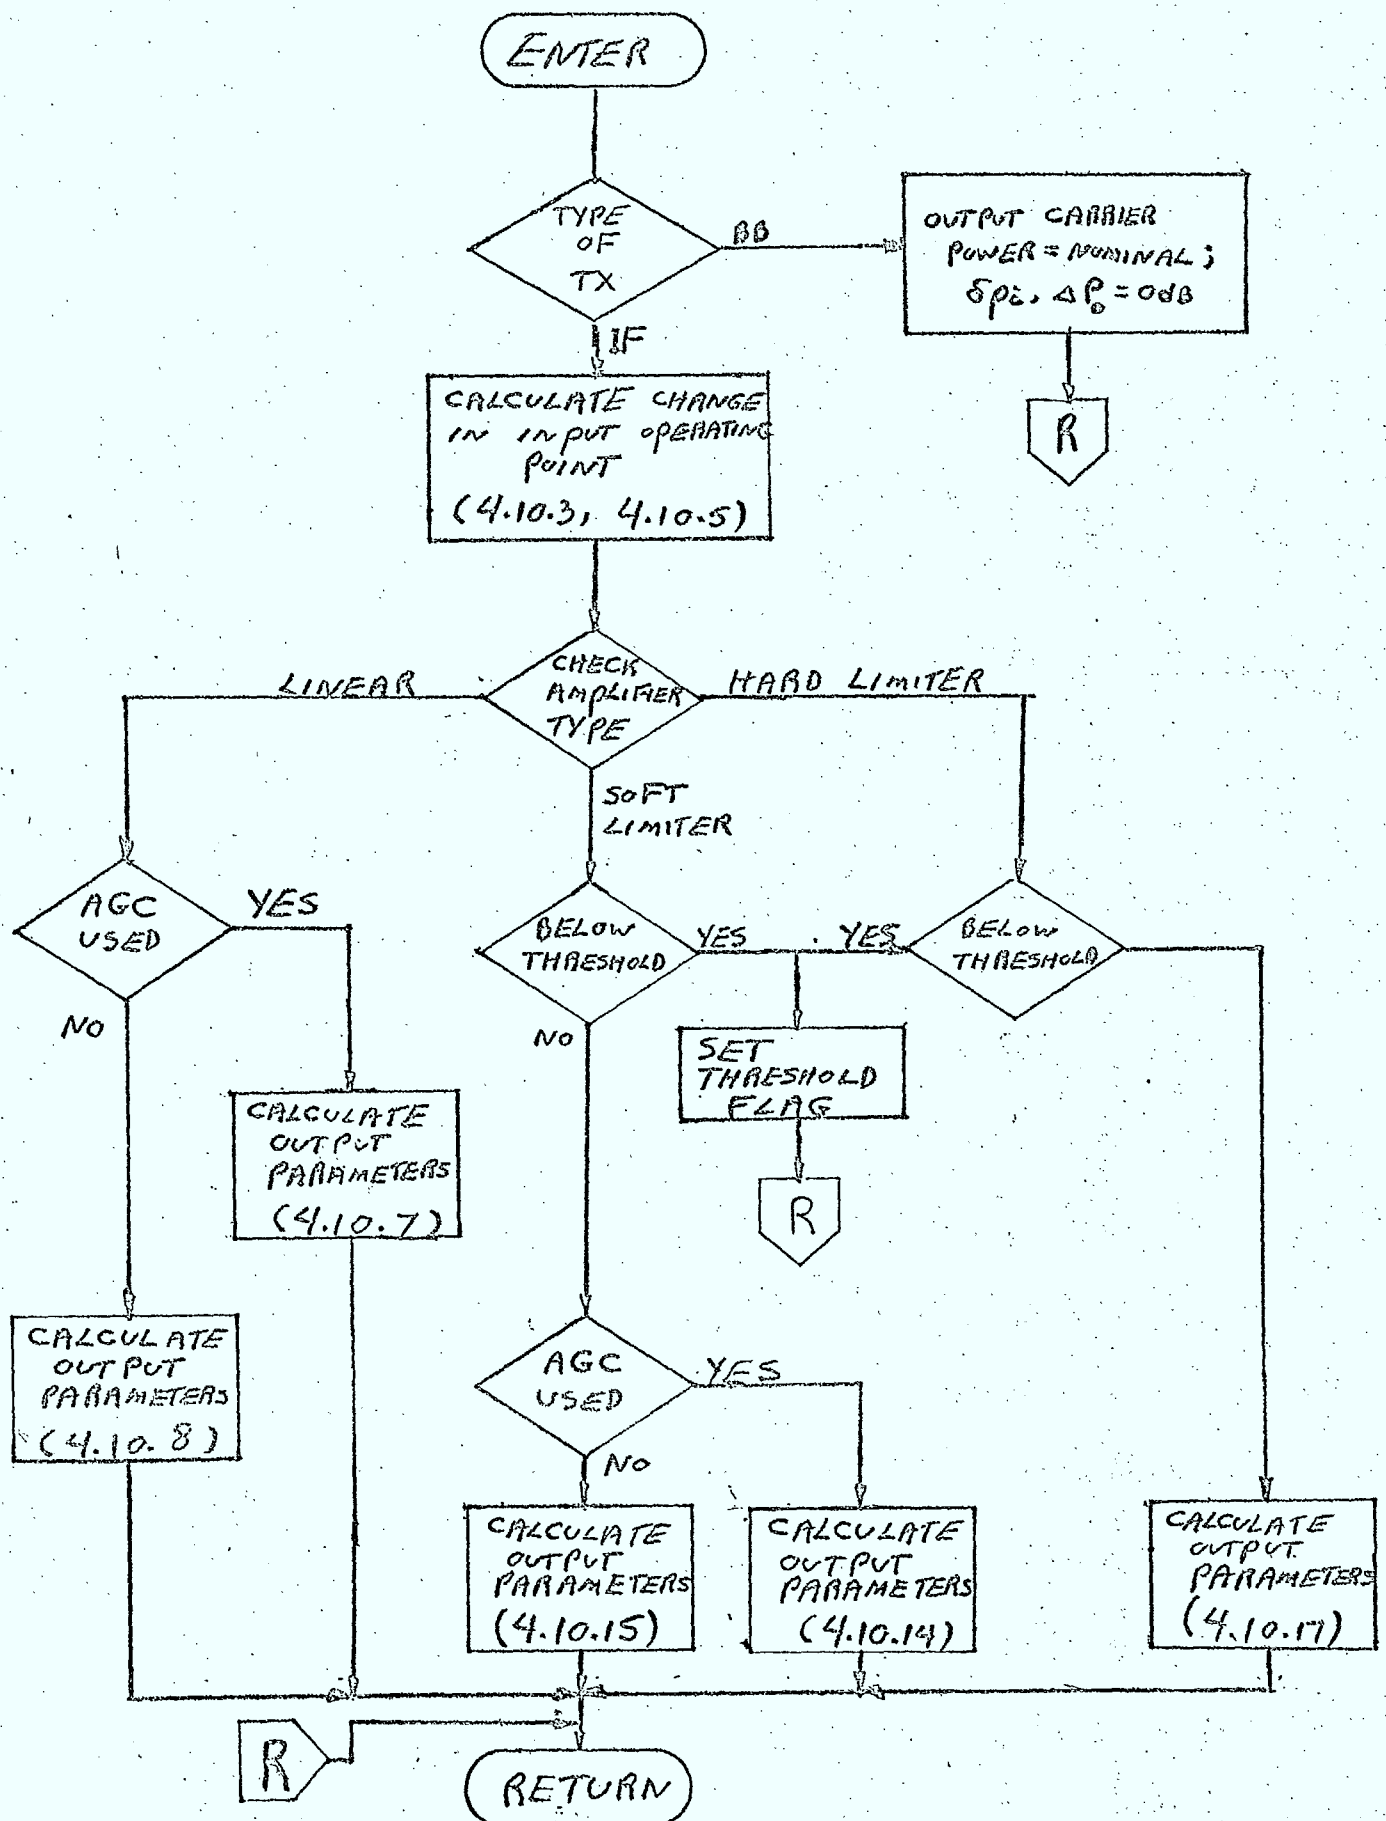 ENTER
TYPE
OF
TX
BB
OUTPUT CARRIER
POWER = NOMINAL;
δpi, ΔPo = 0dB
R
IF
CALCULATE CHANGE
IN INPUT OPERATING
POINT
(4.10.3, 4.10.5)
CHECK
AMPLIFIER
TYPE
LINEAR
HARD LIMITER
SOFT
LIMITER
AGC
USED
YES
NO
BELOW
THRESHOLD
YES
YES
BELOW
THRESHOLD
NO
SET
THRESHOLD
FLAG
R
CALCULATE
OUTPUT
PARAMETERS
(4.10.7)
CALCULATE
OUTPUT
PARAMETERS
(4.10.8)
AGC
USED
YES
NO
CALCULATE
OUTPUT
PARAMETERS
(4.10.15)
CALCULATE
OUTPUT
PARAMETERS
(4.10.14)
CALCULATE
OUTPUT
PARAMETERS
(4.10.17)
R
RETURN